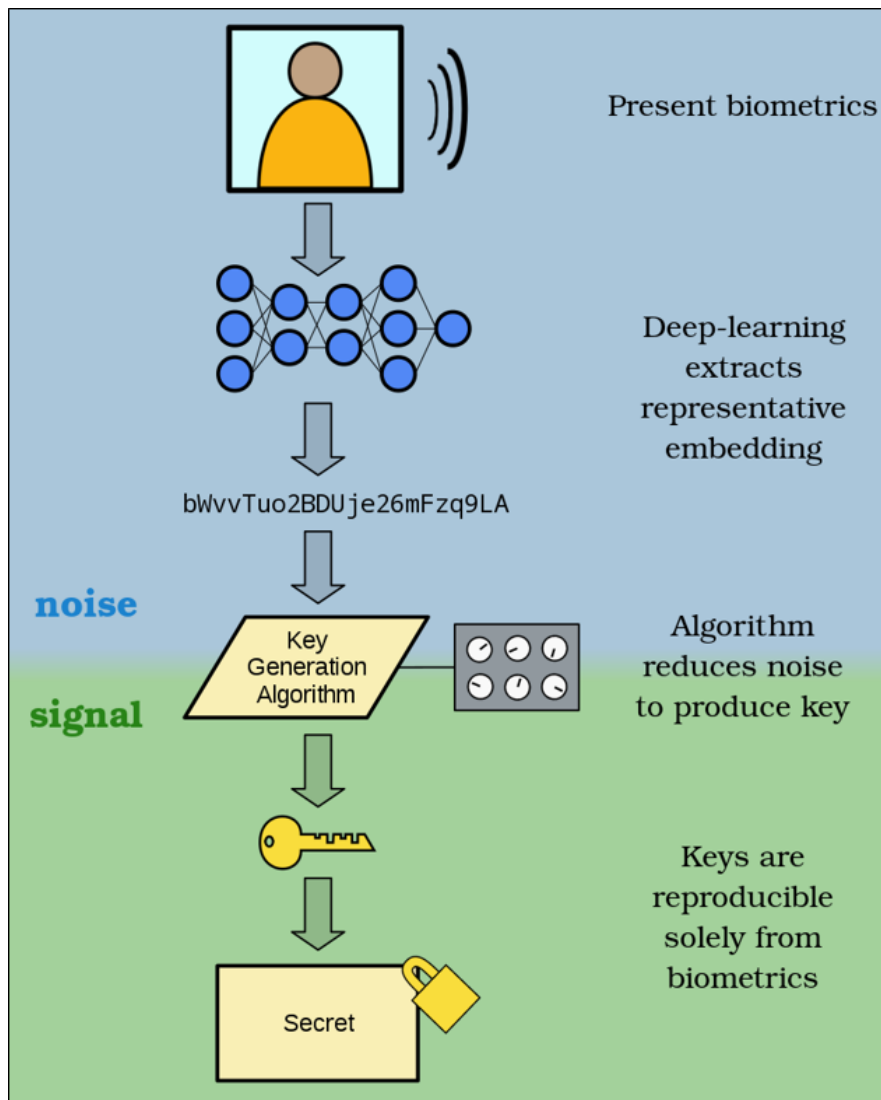 Present biometrics
Deep-learning
extracts
representative
embedding
bWvvTuo2BDUje26mFzq9LA
noise
Key
Generation
Algorithm
Algorithm
reduces noise
to produce key
signal
Keys are
reproducible
solely from
biometrics
Secret